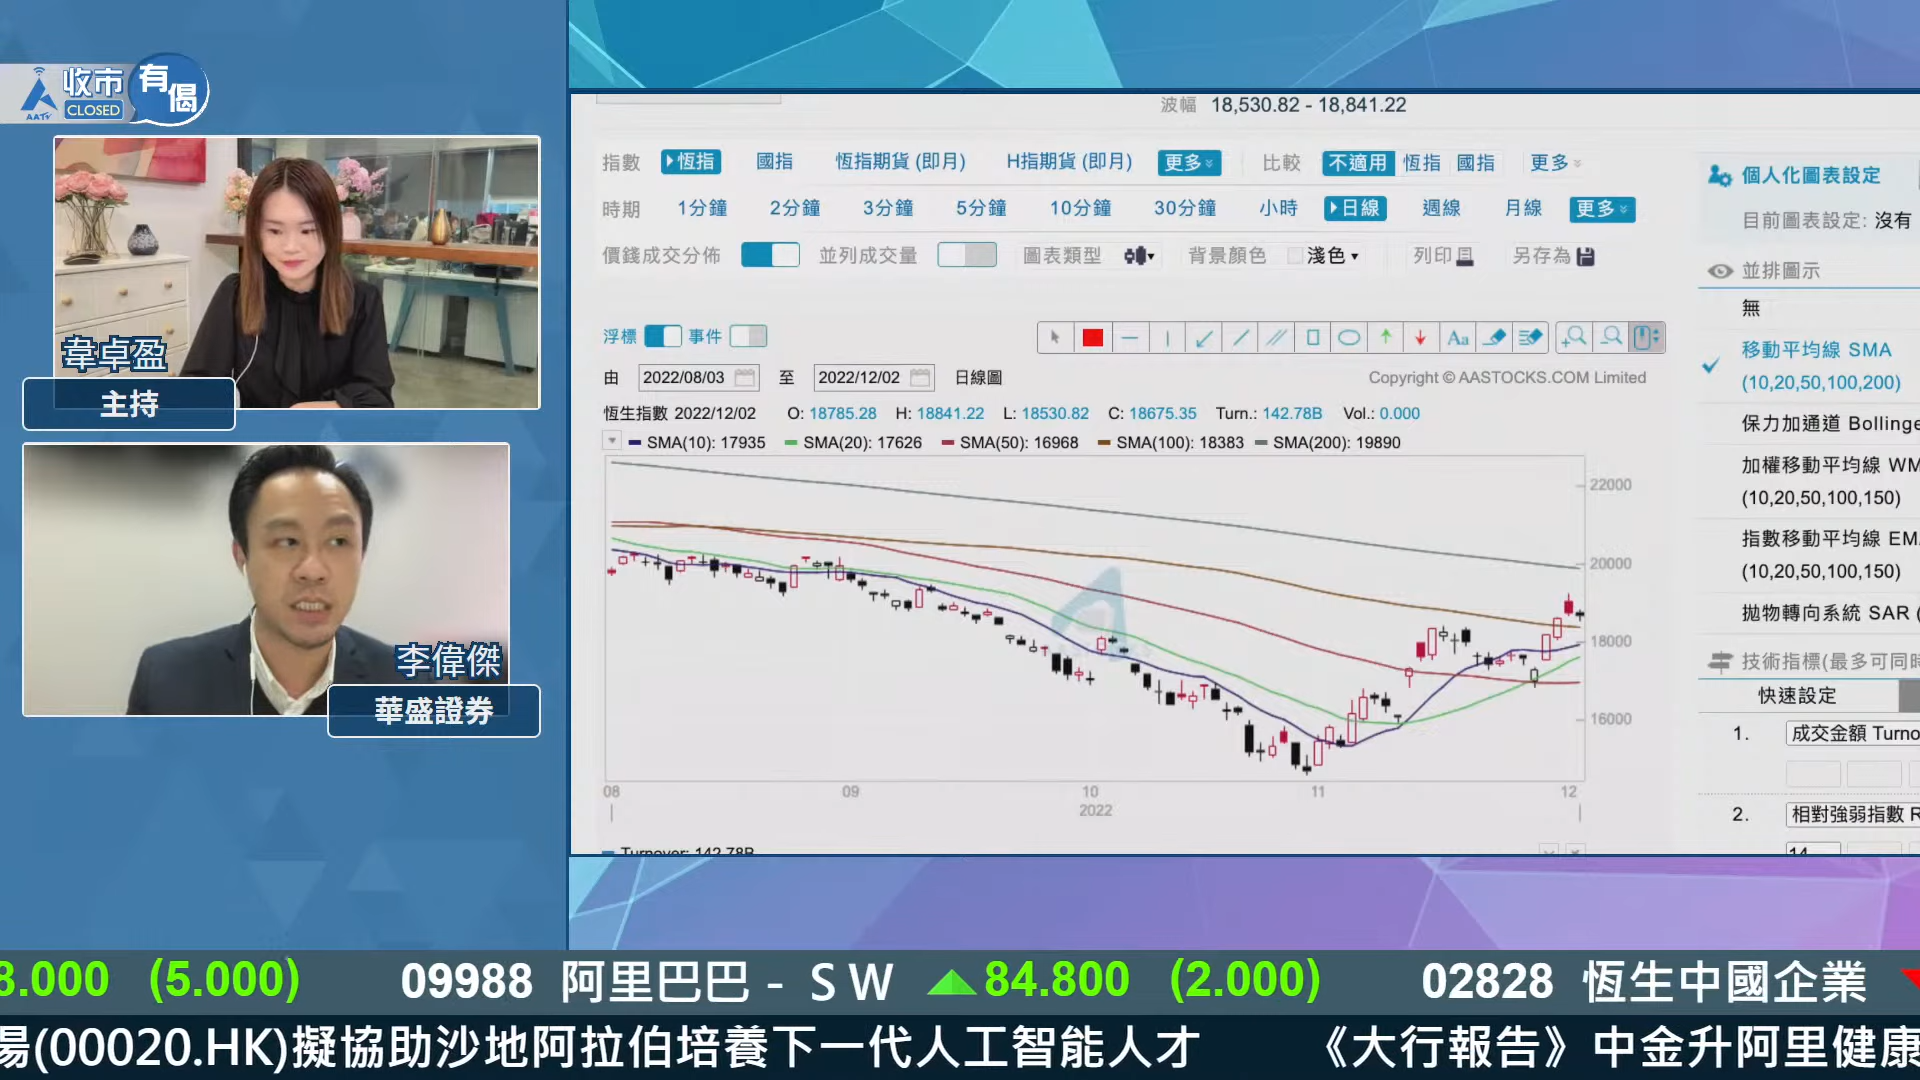 收市
CLOSED
有偈
AATV
韋卓盈
主持
李偉傑
華盛證券
波幅 18,530.82 - 18,841.22
指數 恆指 國指 恆指期貨 (即月) H指期貨 (即月) 更多 比較 不適用 恆指 國指 更多
時期 1分鐘 2分鐘 3分鐘 5分鐘 10分鐘 30分鐘 小時 日線 週線 月線 更多
價錢成交分佈 並列成交量 圖表類型 背景顏色 淺色 列印 另存為
浮標 事件 Aa
由 2022/08/03 至 2022/12/02 日線圖 Copyright © AASTOCKS.COM Limited
恆生指數 2022/12/02 O: 18785.28 H: 18841.22 L: 18530.82 C: 18675.35 Turn.: 142.78B Vol.: 0.000
SMA(10): 17935 SMA(20): 17626 SMA(50): 16968 SMA(100): 18383 SMA(200): 19890
22000
20000
18000
16000
08 09 10 11 12
2022
Turnover: 142.78B
個人化圖表設定
目前圖表設定: 沒有
並排圖示
無
移動平均線 SMA
(10,20,50,100,200)
保力加通道 Bollinge
加權移動平均線 WM
(10,20,50,100,150)
指數移動平均線 EM
(10,20,50,100,150)
拋物轉向系統 SAR (
技術指標(最多可同時
快速設定
1. 成交金額 Turno
2. 相對強弱指數 R
14
8.000 (5.000) 09988 阿里巴巴 - SW 84.800 (2.000) 02828 恆生中國企業
湯(00020.HK)擬協助沙地阿拉伯培養下一代人工智能人才 《大行報告》中金升阿里健康